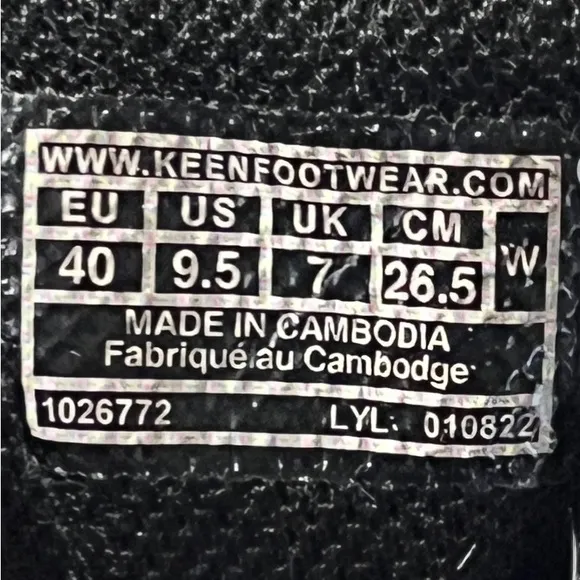 WWW.KEENFOOTWEAR.COM
EU US UK CM W
40 9.5 7 26.5
MADE IN CAMBODIA
Fabriqué au Cambodge
1026772 LYL: 010822